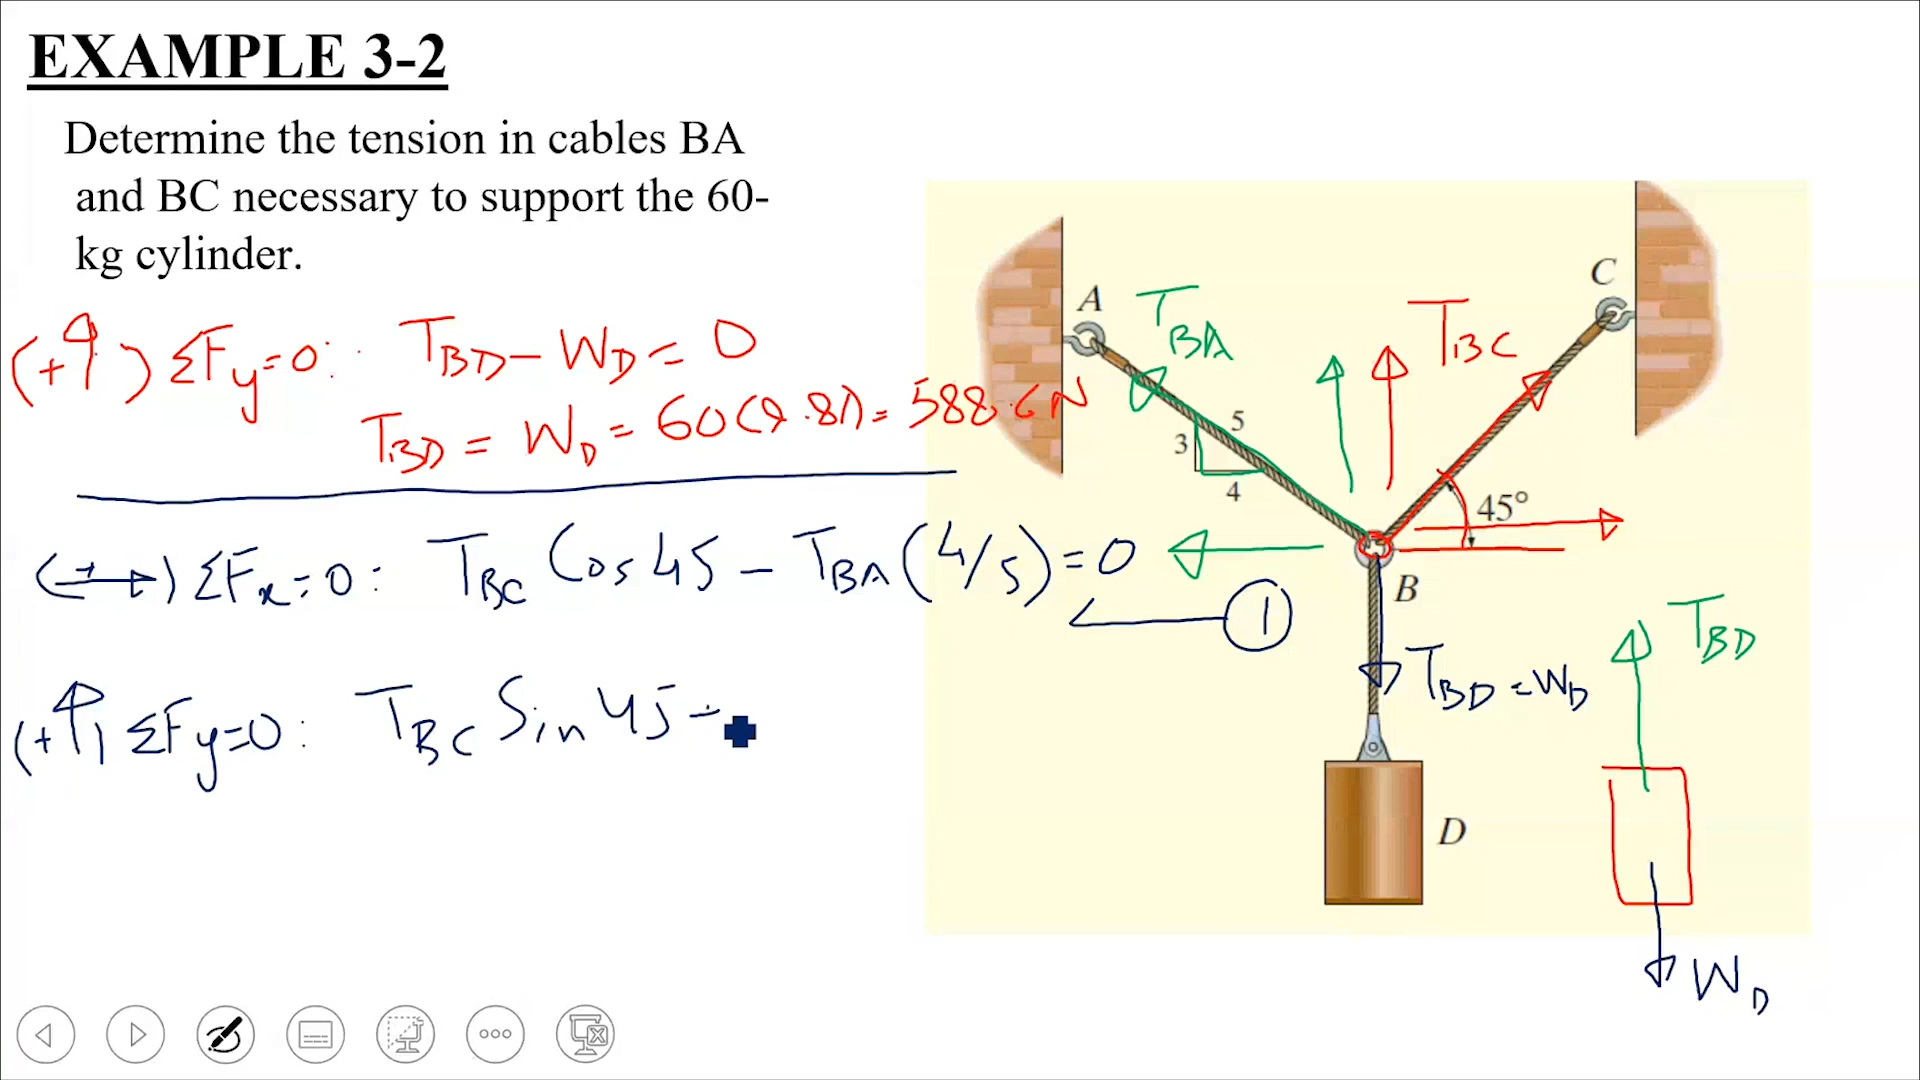 EXAMPLE 3-2
Determine the tension in cables BA
and BC necessary to support the 60-
kg cylinder.
(+↑) ΣFy=0: TBD - WD = 0
TBD = WD = 60(9.81) = 588.6 N
(→+) ΣFx=0: TBC Cos 45 - TBA (4/5) = 0
1
(+↑) ΣFy=0: TBC Sin 45 -
A
TBA
TBC
C
5
3
4
45°
B
TBD = WD
TBD
D
WD